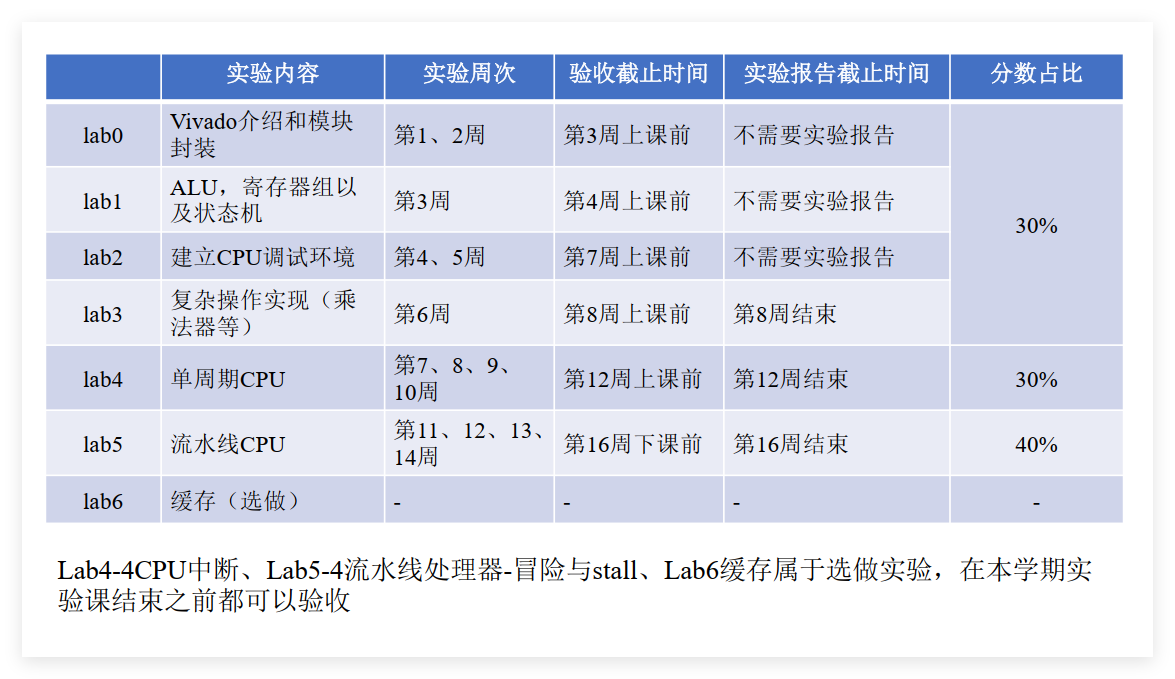 实验内容 实验周次 验收截止时间 实验报告截止时间 分数占比
lab0 Vivado介绍和模块封装 第1、2周 第3周上课前 不需要实验报告 30%
lab1 ALU，寄存器组以及状态机 第3周 第4周上课前 不需要实验报告
lab2 建立CPU调试环境 第4、5周 第7周上课前 不需要实验报告
lab3 复杂操作实现（乘法器等） 第6周 第8周上课前 第8周结束
lab4 单周期CPU 第7、8、9、10周 第12周上课前 第12周结束 30%
lab5 流水线CPU 第11、12、13、14周 第16周下课前 第16周结束 40%
lab6 缓存（选做） - - - -
Lab4-4CPU中断、Lab5-4流水线处理器-冒险与stall、Lab6缓存属于选做实验，在本学期实
验课结束之前都可以验收